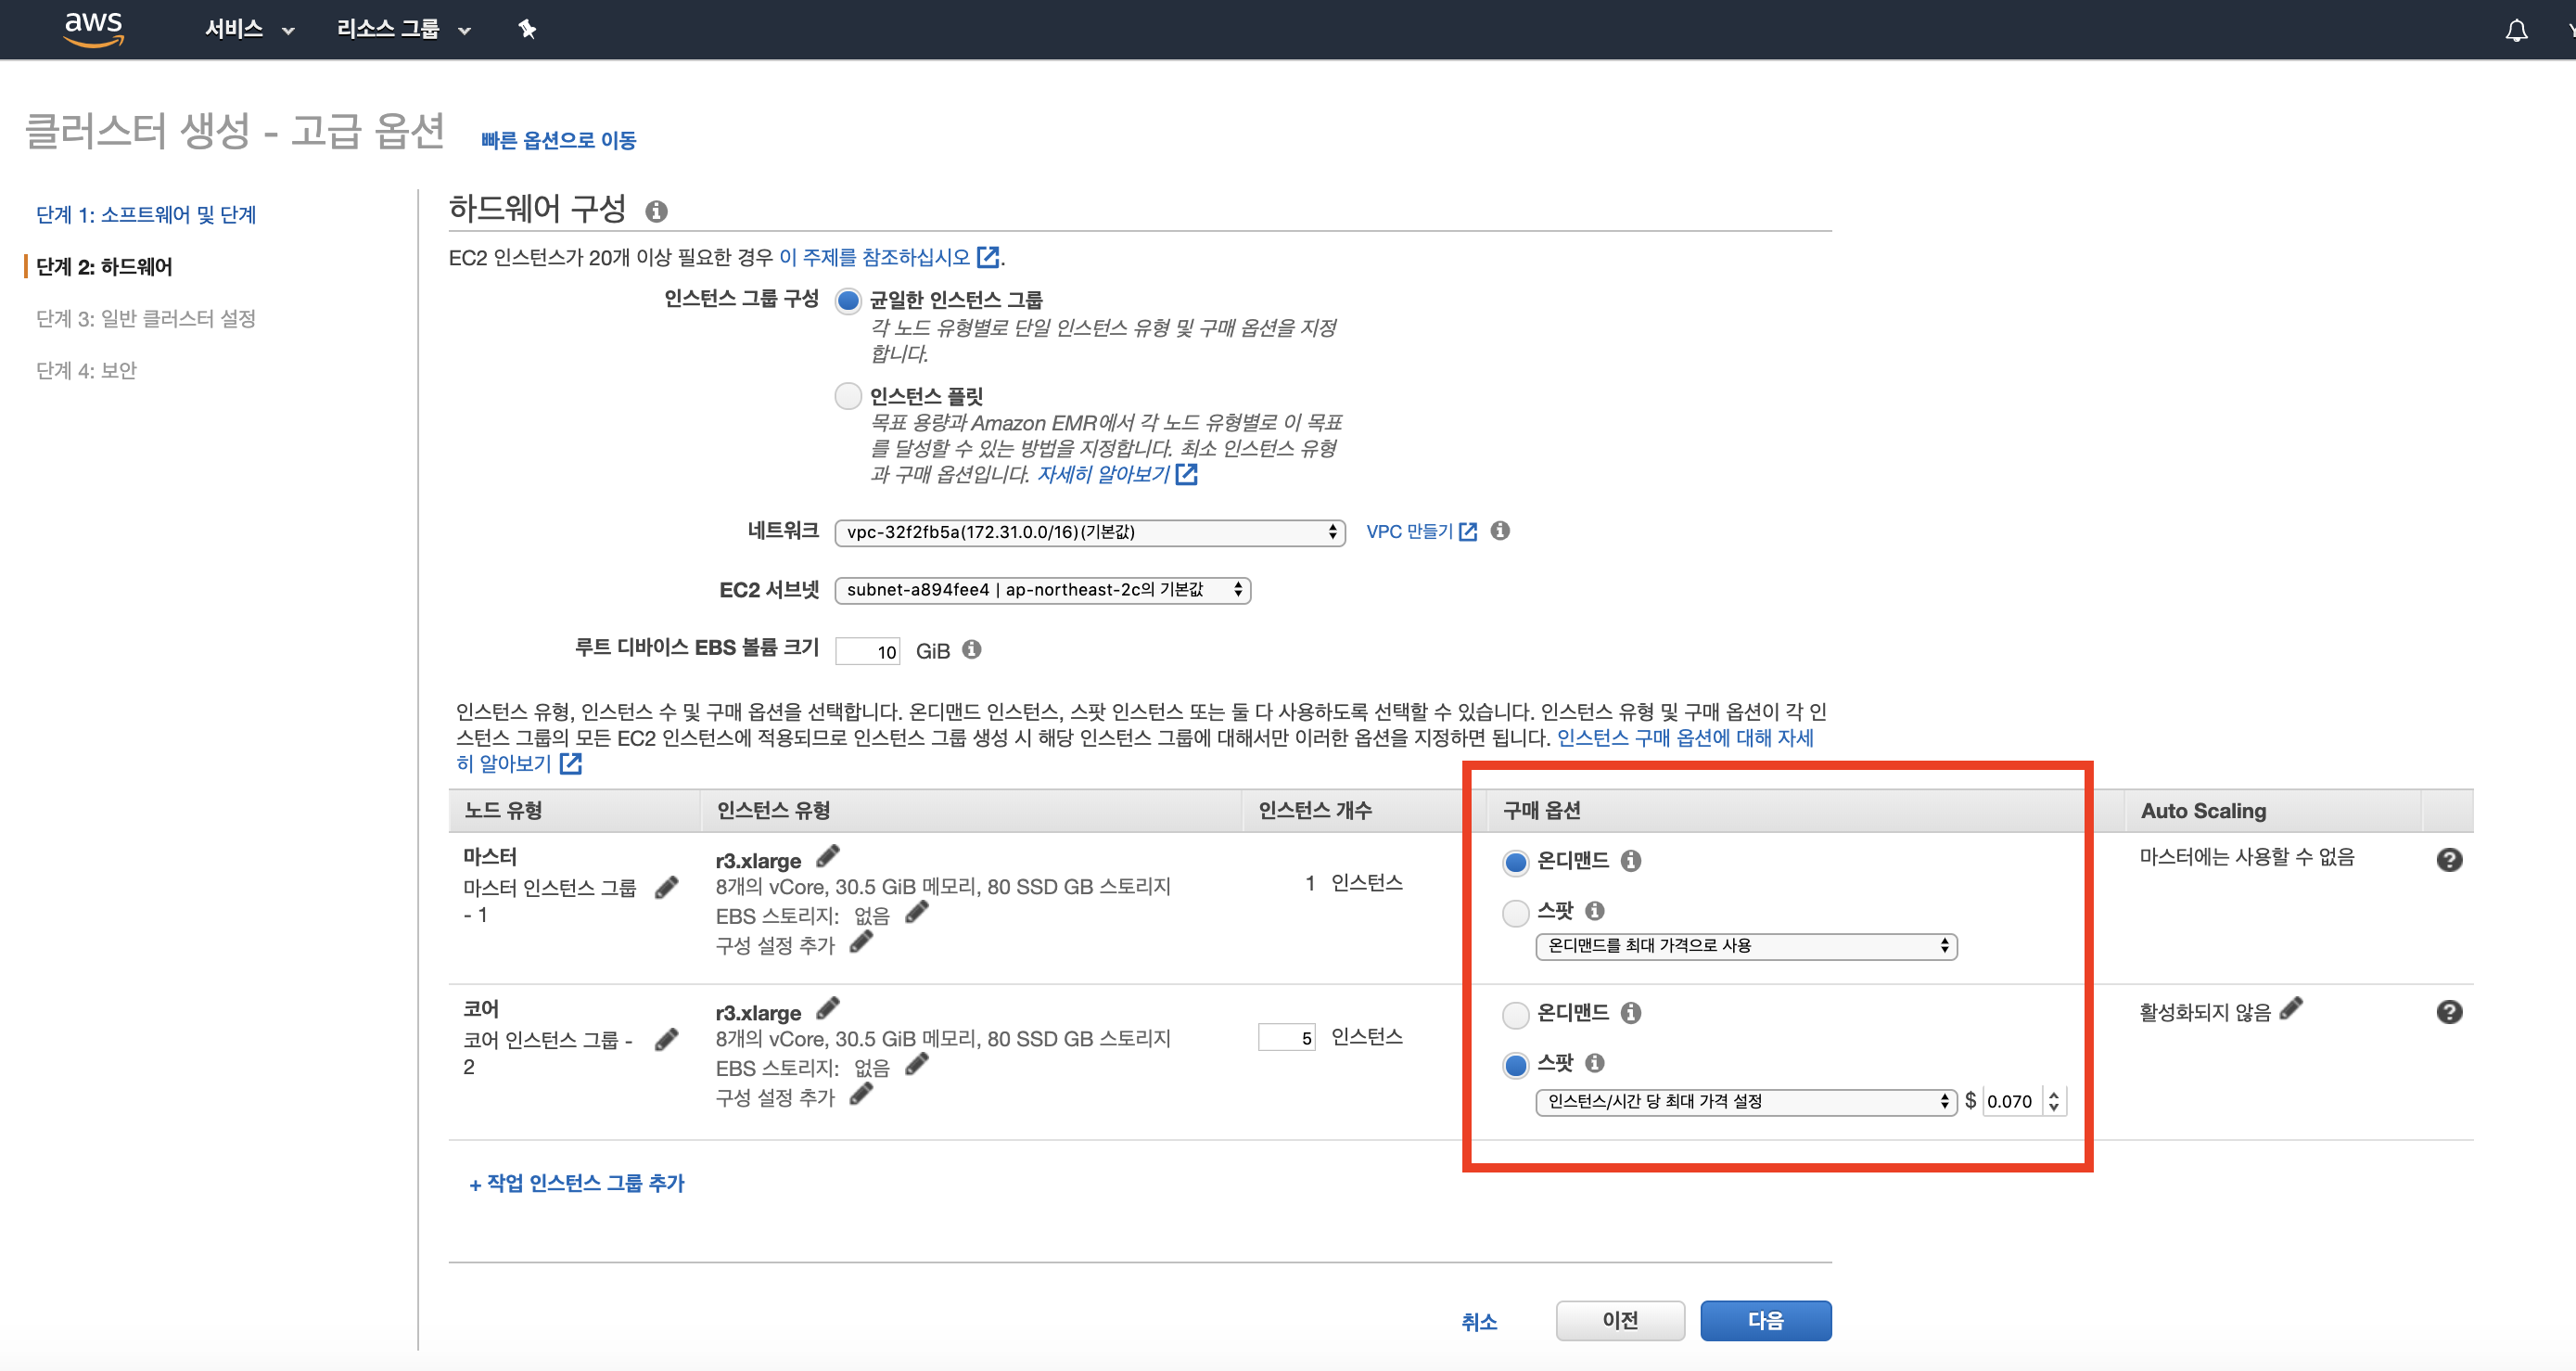 aws 서비스 리소스 그룹
클러스터 생성 - 고급 옵션 빠른 옵션으로 이동
단계 1: 소프트웨어 및 단계
단계 2: 하드웨어
단계 3: 일반 클러스터 설정
단계 4: 보안
하드웨어 구성
EC2 인스턴스가 20개 이상 필요한 경우 이 주제를 참조하십시오.
인스턴스 그룹 구성 균일한 인스턴스 그룹
각 노드 유형별로 단일 인스턴스 유형 및 구매 옵션을 지정
합니다.
인스턴스 플릿
목표 용량과 Amazon EMR에서 각 노드 유형별로 이 목표
를 달성할 수 있는 방법을 지정합니다. 최소 인스턴스 유형
과 구매 옵션입니다. 자세히 알아보기
네트워크 vpc-32f2fb5a(172.31.0.0/16)(기본값) VPC 만들기
EC2 서브넷 subnet-a894fee4 | ap-northeast-2c의 기본값
루트 디바이스 EBS 볼륨 크기 10 GiB
인스턴스 유형, 인스턴스 수 및 구매 옵션을 선택합니다. 온디맨드 인스턴스, 스팟 인스턴스 또는 둘 다 사용하도록 선택할 수 있습니다. 인스턴스 유형 및 구매 옵션이 각 인
스턴스 그룹의 모든 EC2 인스턴스에 적용되므로 인스턴스 그룹 생성 시 해당 인스턴스 그룹에 대해서만 이러한 옵션을 지정하면 됩니다. 인스턴스 구매 옵션에 대해 자세
히 알아보기
노드 유형 인스턴스 유형 인스턴스 개수 구매 옵션 Auto Scaling
마스터
마스터 인스턴스 그룹
- 1
r3.xlarge
8개의 vCore, 30.5 GiB 메모리, 80 SSD GB 스토리지
EBS 스토리지: 없음
구성 설정 추가
1 인스턴스
온디맨드
스팟
온디맨드를 최대 가격으로 사용
마스터에는 사용할 수 없음
코어
코어 인스턴스 그룹 -
2
r3.xlarge
8개의 vCore, 30.5 GiB 메모리, 80 SSD GB 스토리지
EBS 스토리지: 없음
구성 설정 추가
5 인스턴스
온디맨드
스팟
인스턴스/시간 당 최대 가격 설정 $ 0.070
활성화되지 않음
+ 작업 인스턴스 그룹 추가
취소 이전 다음